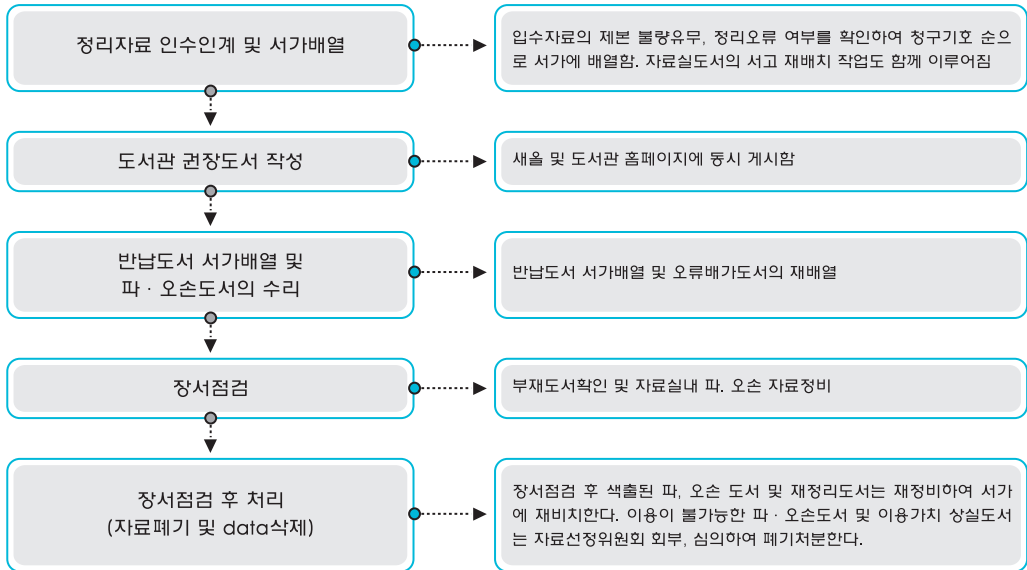 정리자료 인수인계 및 서가배열
입수자료의 제본 불량유무, 정리오류 여부를 확인하여 청구기호 순으
로 서가에 배열함. 자료실도서의 서고 재배치 작업도 함께 이루어짐
도서관 권장도서 작성
새올 및 도서관 홈페이지에 동시 게시함
반납도서 서가배열 및
파 · 오손도서의 수리
반납도서 서가배열 및 오류배가도서의 재배열
장서점검
부재도서확인 및 자료실내 파. 오손 자료정비
장서점검 후 처리
(자료폐기 및 data삭제)
장서점검 후 색출된 파, 오손 도서 및 재정리도서는 재정비하여 서가
에 재비치한다. 이용이 불가능한 파 · 오손도서 및 이용가치 상실도서
는 자료선정위원회 회부, 심의하여 폐기처분한다.